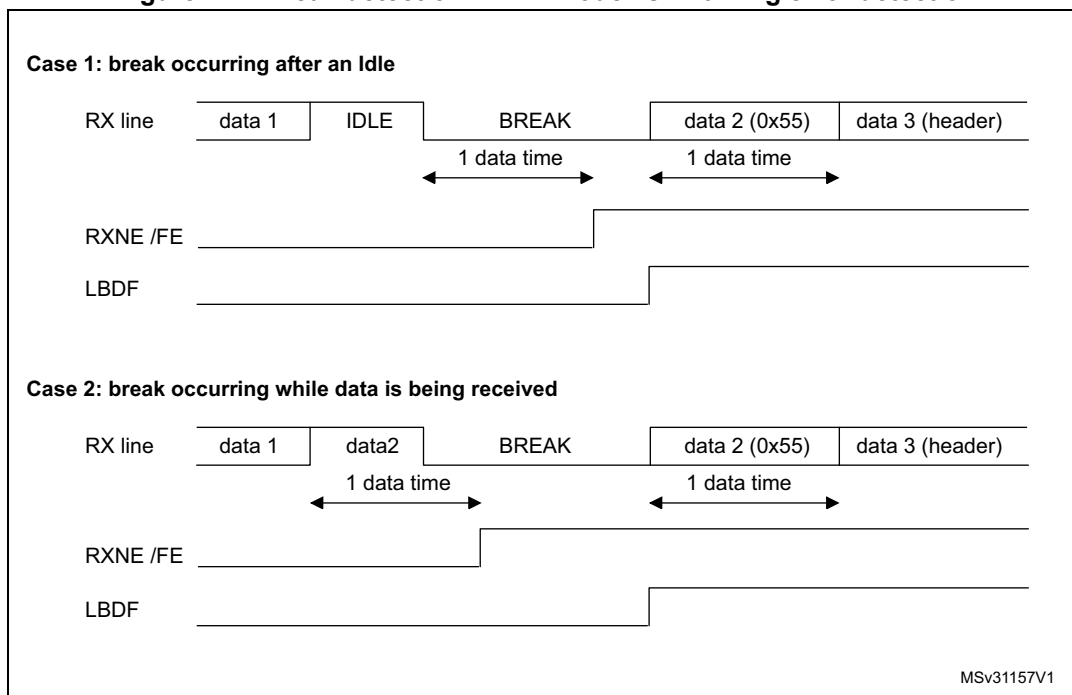 Case 1: break occurring after an Idle
RX line data 1 IDLE BREAK data 2 (0x55) data 3 (header)
1 data time 1 data time
RXNE /FE
LBDF
Case 2: break occurring while data is being received
RX line data 1 data2 BREAK data 2 (0x55) data 3 (header)
1 data time 1 data time
RXNE /FE
LBDF
MSv31157V1